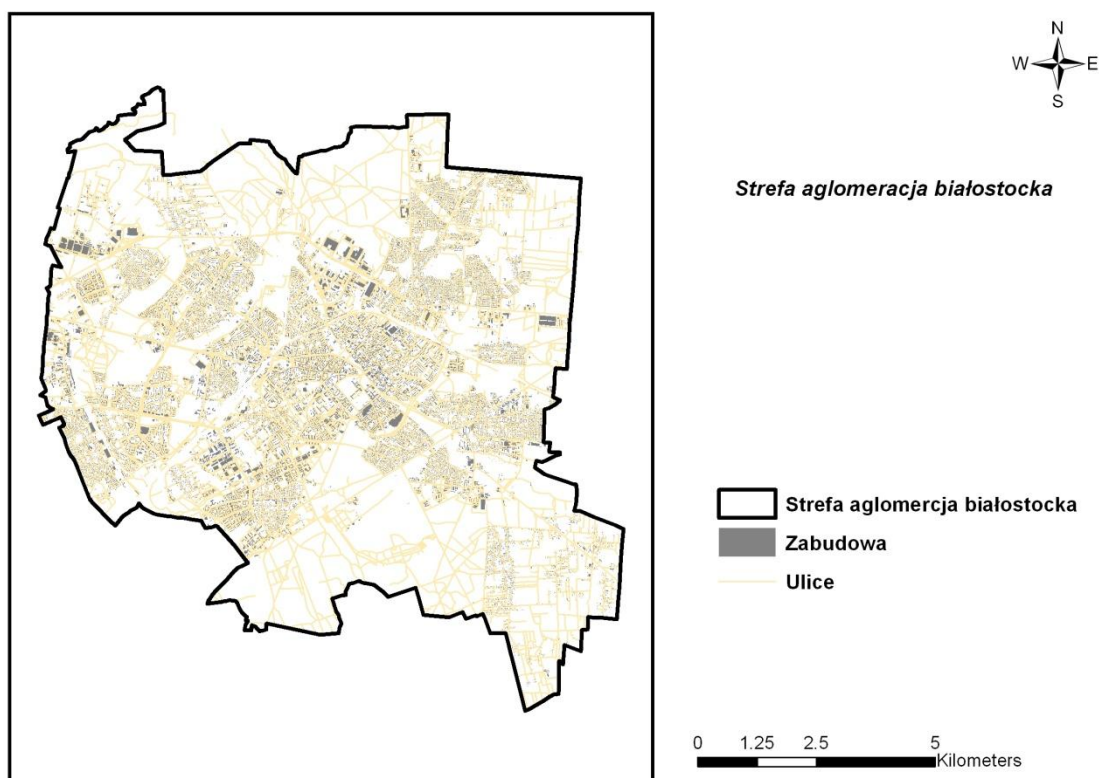 N
W E
S
Strefa aglomeracja białostocka
Strefa aglomercja białostocka
Zabudowa
Ulice
0 1.25 2.5 5
Kilometers